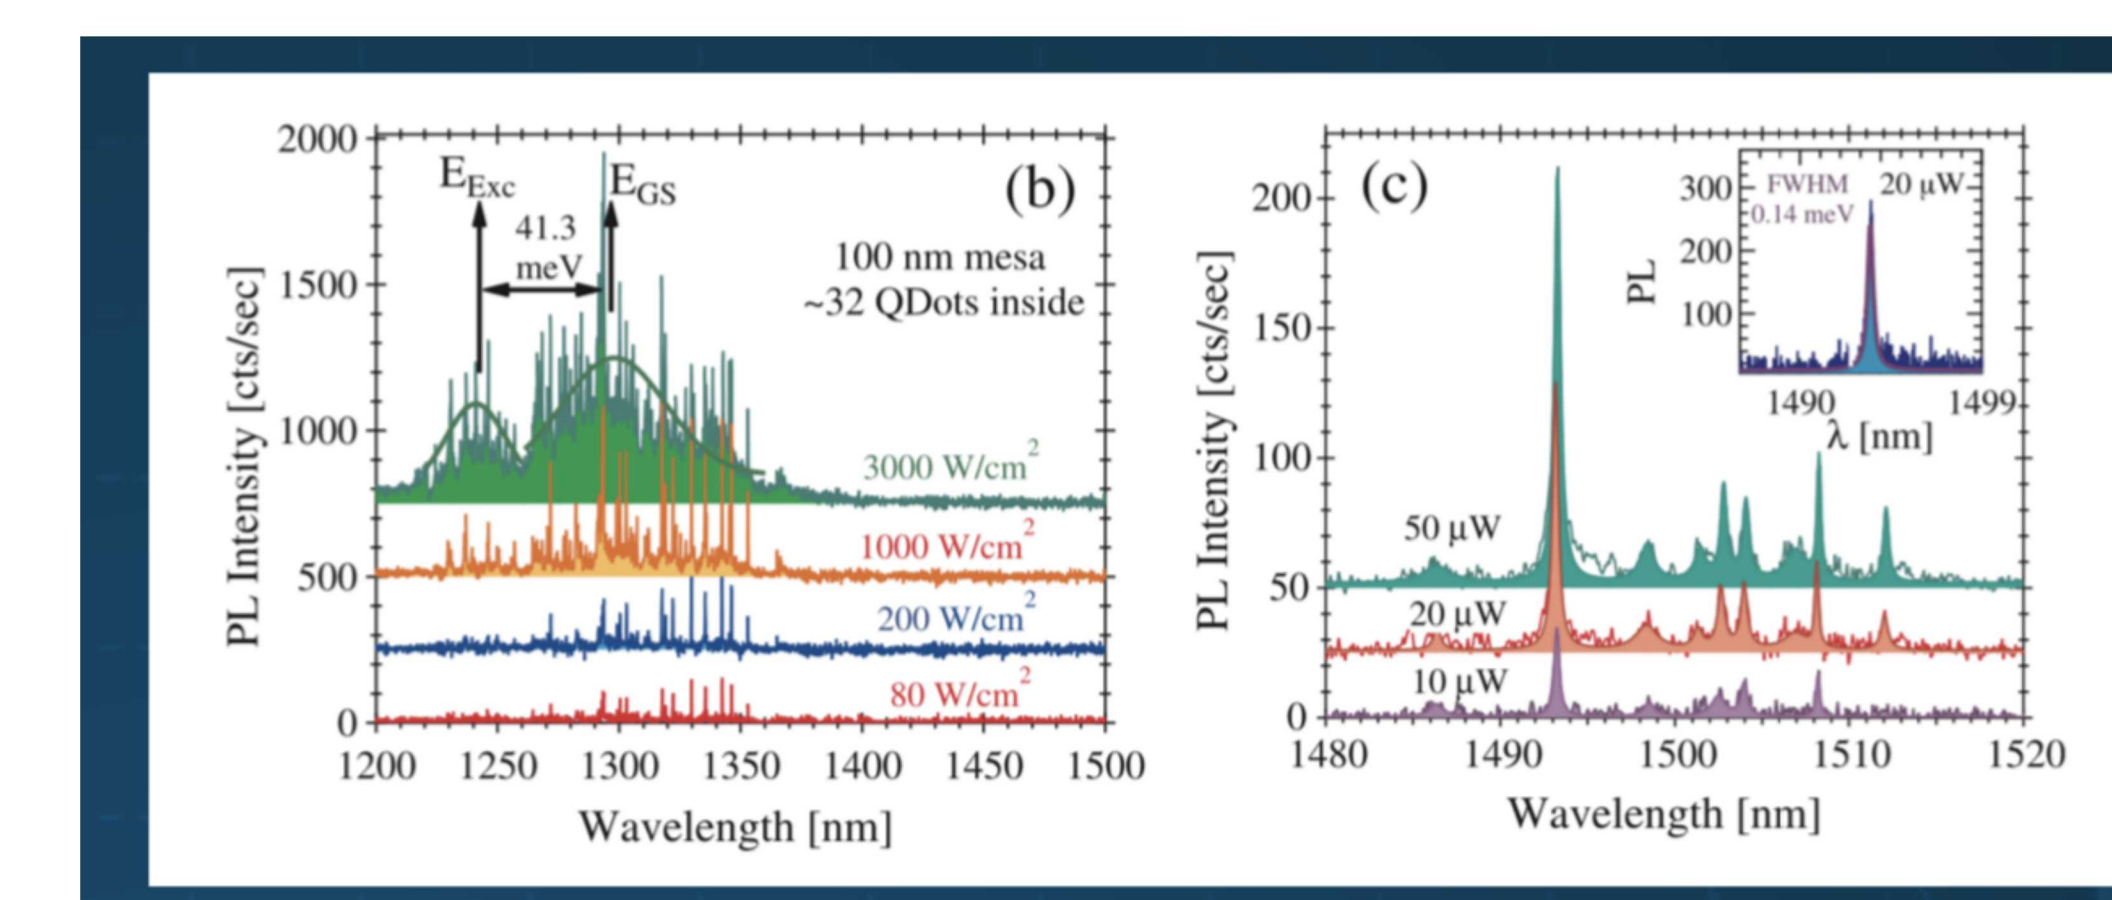 2000
1500
1000
500
0
PL Intensity [cts/sec]
E_Exc
E_GS
41.3
meV
(b)
100 nm mesa
~32 QDots inside
3000 W/cm²
1000 W/cm²
200 W/cm²
80 W/cm²
1200 1250 1300 1350 1400 1450 1500
Wavelength [nm]
200
150
100
50
0
PL Intensity [cts/sec]
(c)
50 μW
20 μW
10 μW
1480 1490 1500 1510 1520
Wavelength [nm]
300
200
100
PL
FWHM
0.14 meV
20 μW
1490 1499
λ [nm]